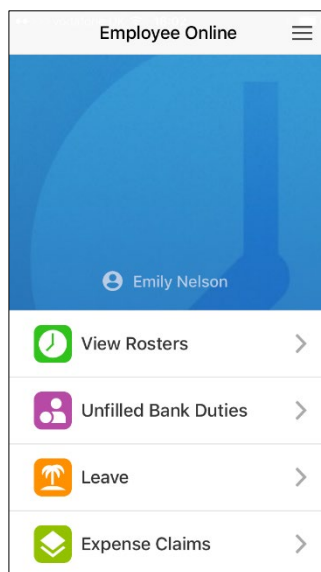 Employee Online
Emily Nelson
View Rosters
Unfilled Bank Duties
Leave
Expense Claims